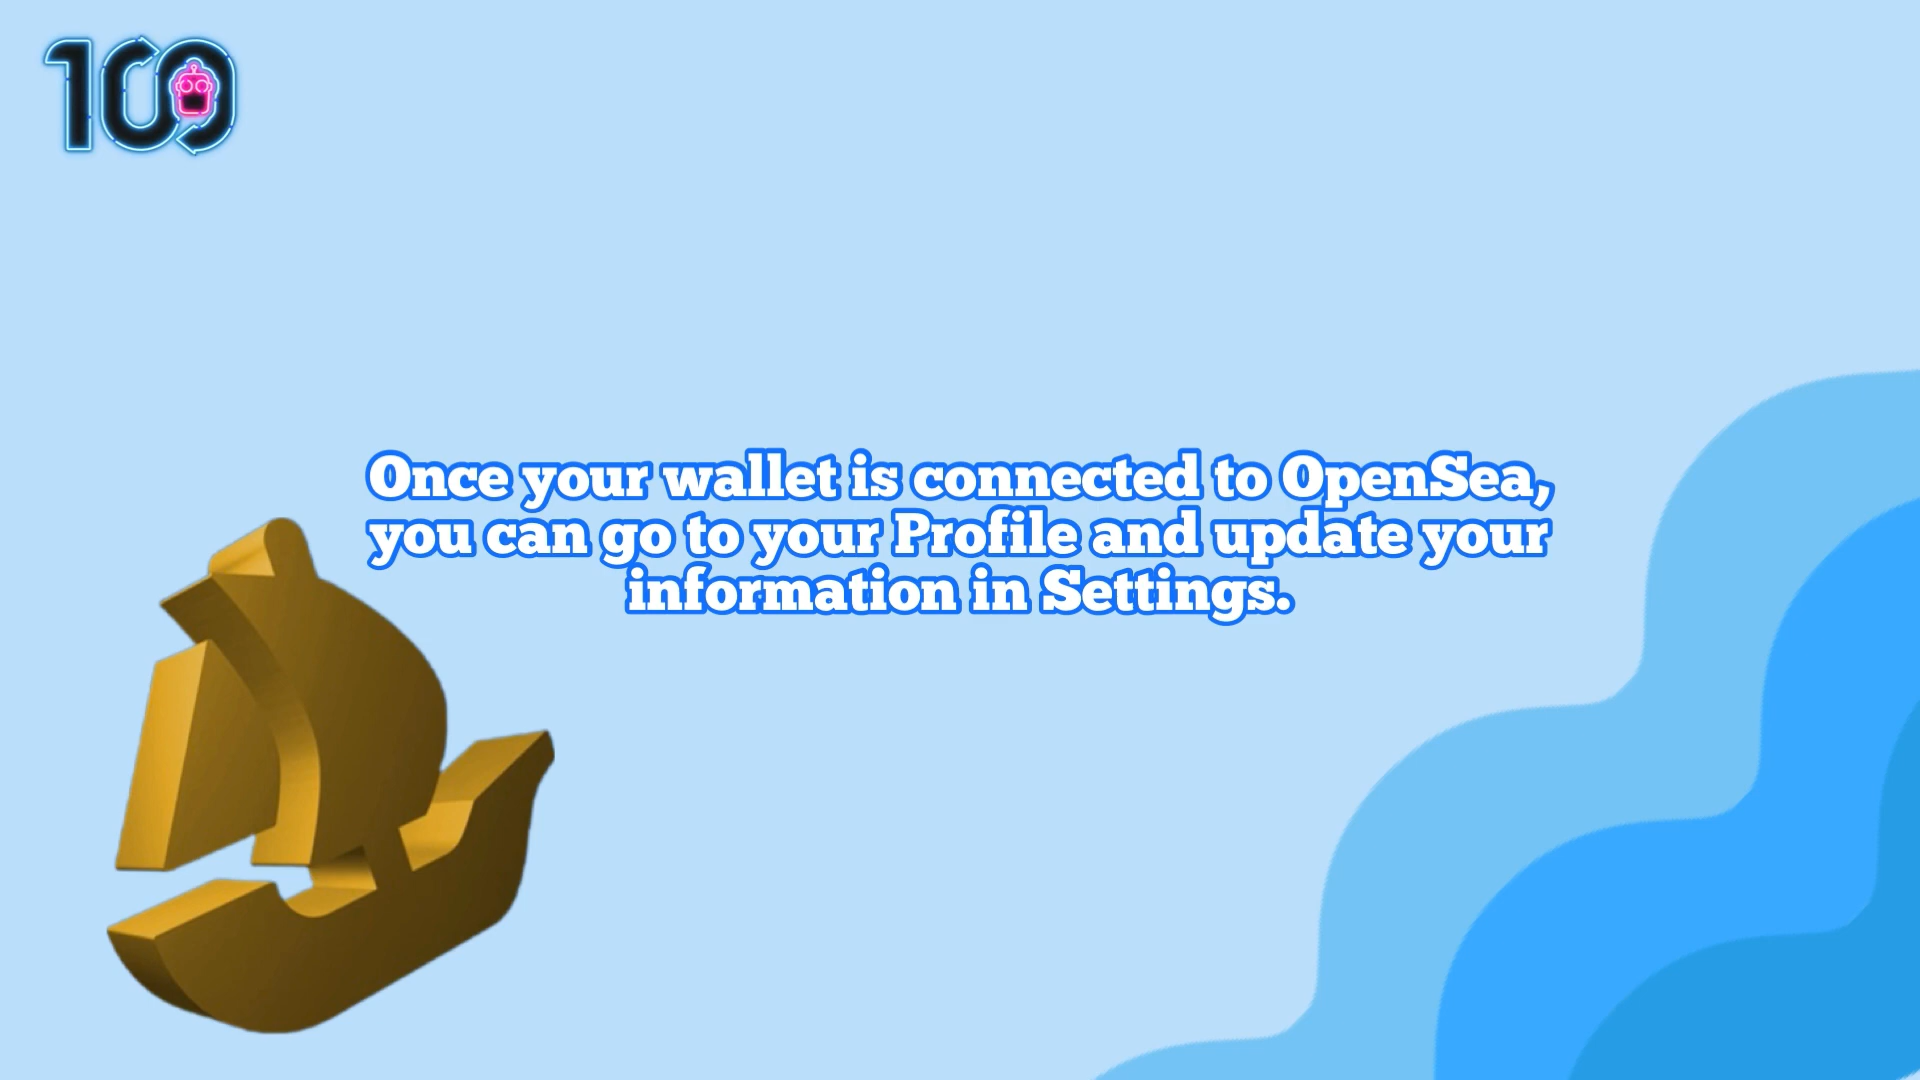 100
Once your wallet is connected to OpenSea,
you can go to your Profile and update your
information in Settings.